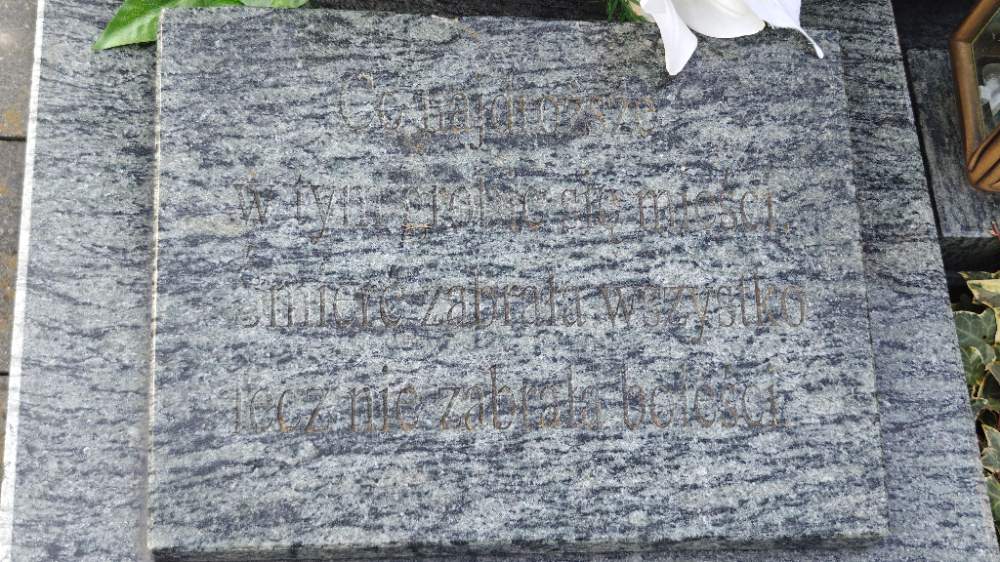 Co najdroższe
w tym grobie się mieści,
śmierć zabrała wszystko
lecz nie zabrała boleści.